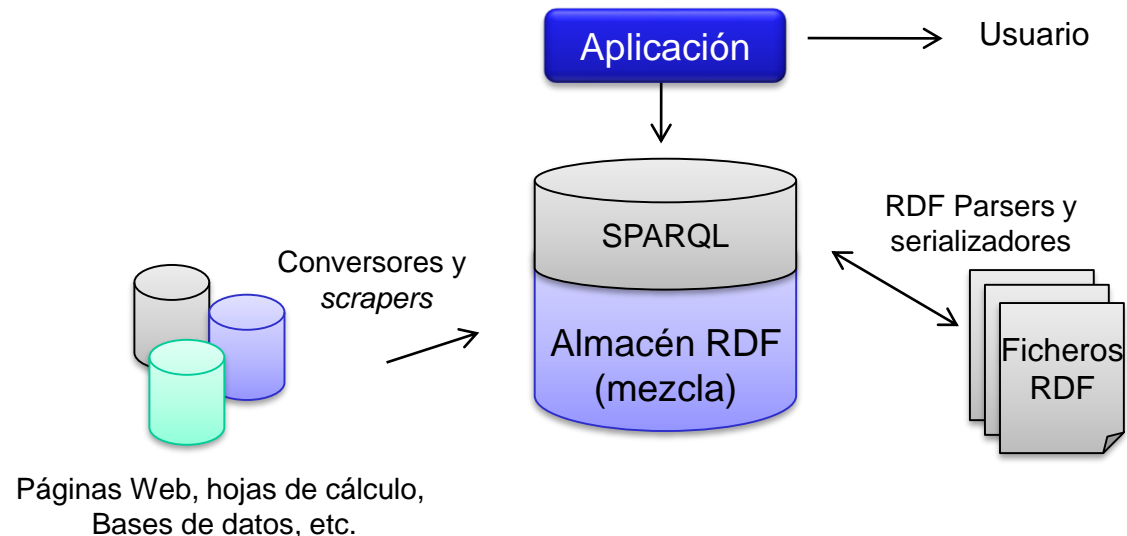 Aplicación
Usuario
SPARQL
RDF Parsers y
serializadores
Conversores y
scrapers
Almacén RDF
(mezcla)
Ficheros
RDF
Páginas Web, hojas de cálculo,
Bases de datos, etc.